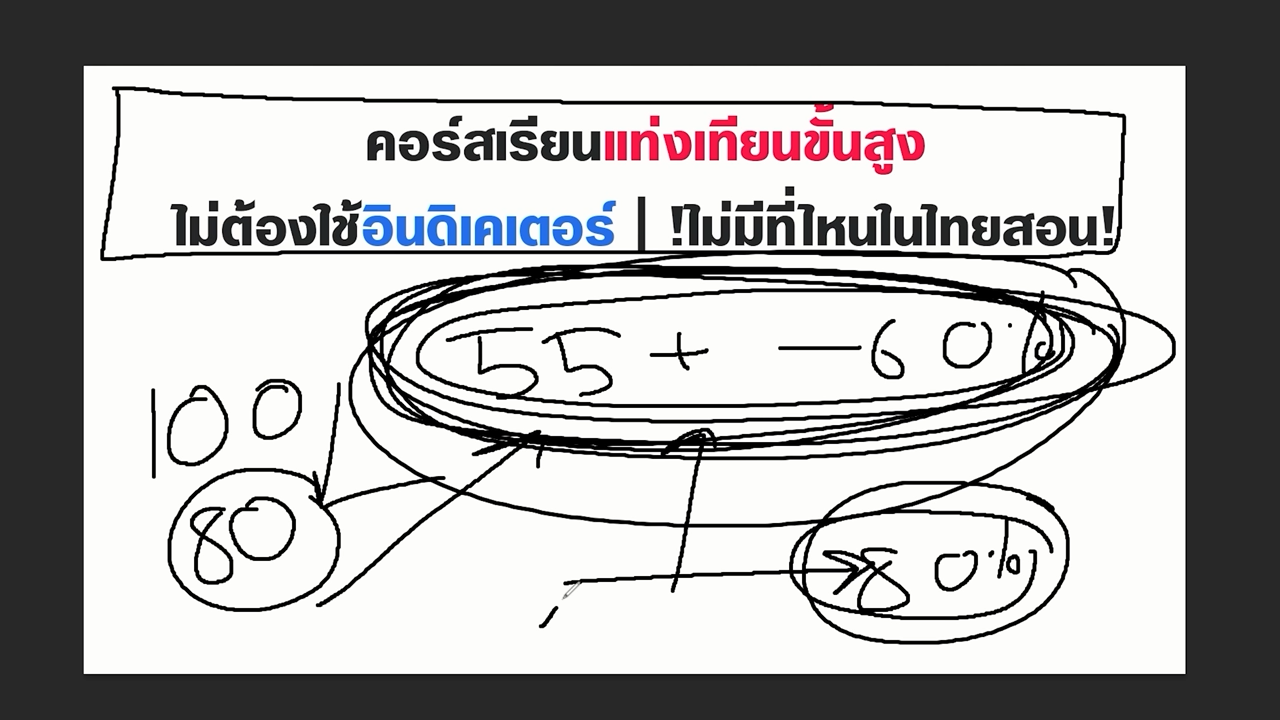 คอร์สเรียนแท่งเทียนขั้นสูง
ไม่ต้องใช้อินดิเคเตอร์ | !ไม่มีที่ไหนในไทยสอน!
55 + — 60%
100
80
80%